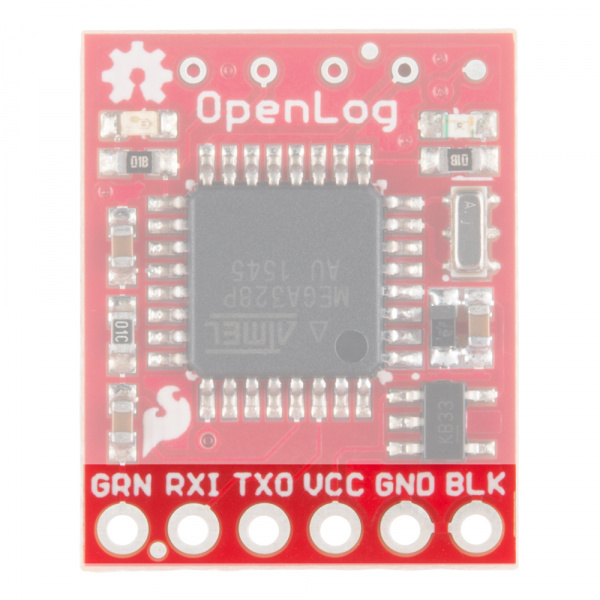 OpenLog
01B
01B
A.J
MEGA328P
AU 1545
ATMEL
01C
KB33
GRN RXI TXO VCC GND BLK